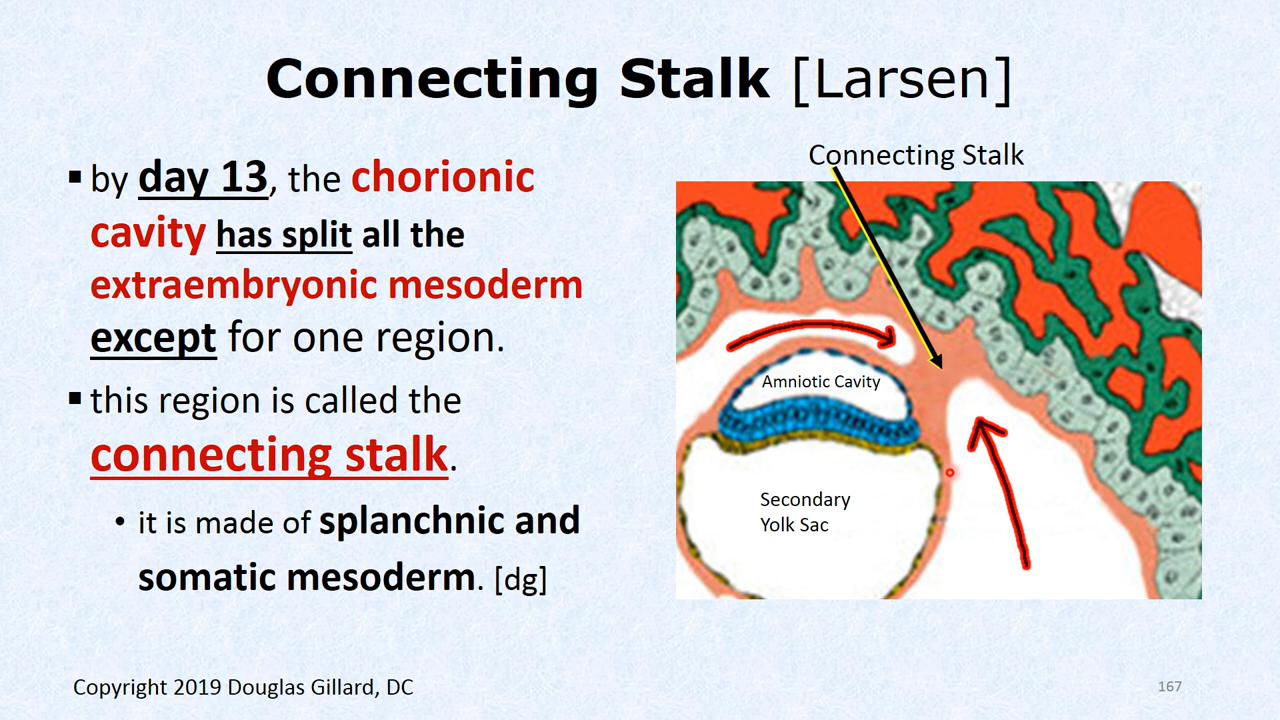 Connecting Stalk [Larsen]
▪ by day 13, the chorionic
cavity has split all the
extraembryonic mesoderm
except for one region.
▪ this region is called the
connecting stalk.
• it is made of splanchnic and
somatic mesoderm. [dg]
Connecting Stalk
Amniotic Cavity
Secondary
Yolk Sac
Copyright 2019 Douglas Gillard, DC
167